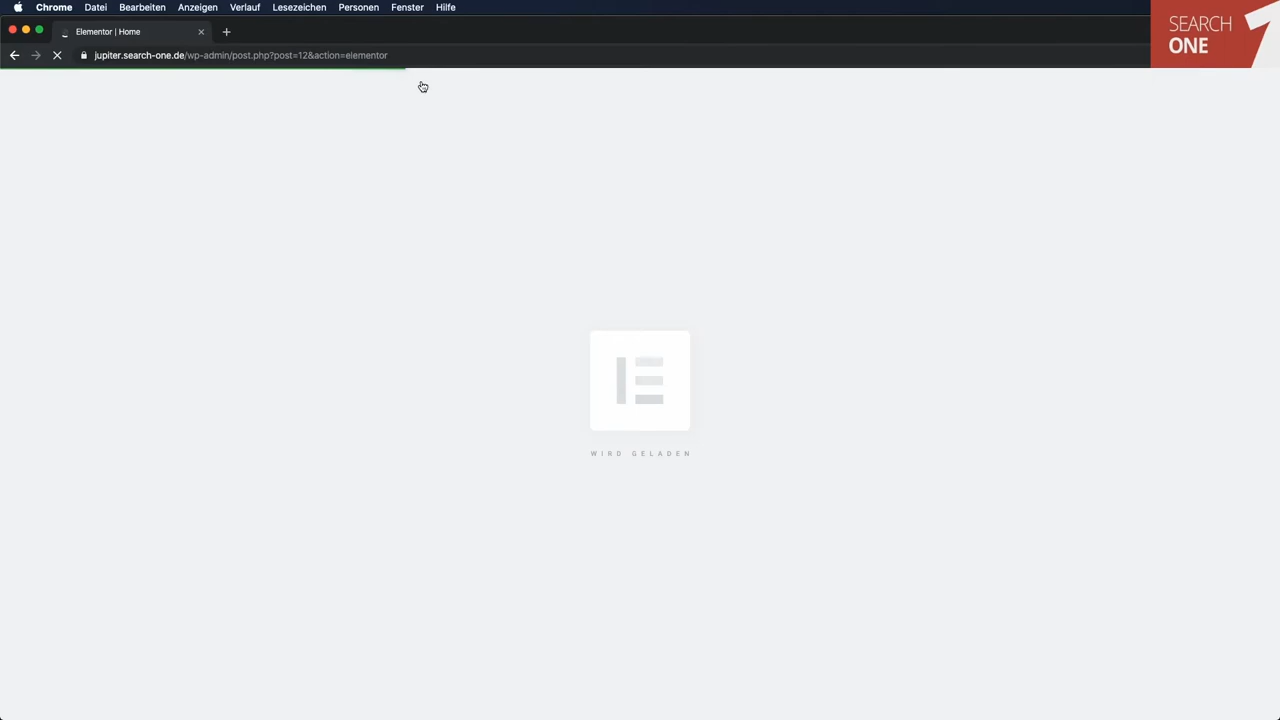 Chrome Datei Bearbeiten Anzeigen Verlauf Lesezeichen Personen Fenster Hilfe
Elementor | Home
jupiter.search-one.de/wp-admin/post.php?post=12&action=elementor
SEARCH
ONE
1
WIRD GELADEN